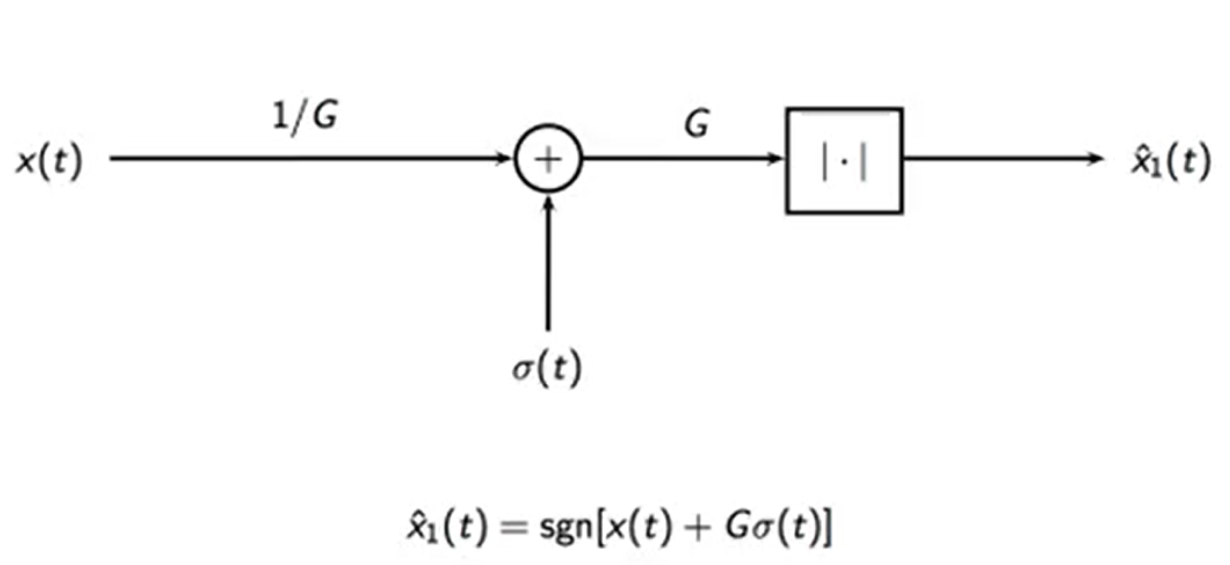 1/G
G
x(t)
+
|·|
x̂₁(t)
σ(t)
x̂₁(t) = sgn[x(t) + Gσ(t)]